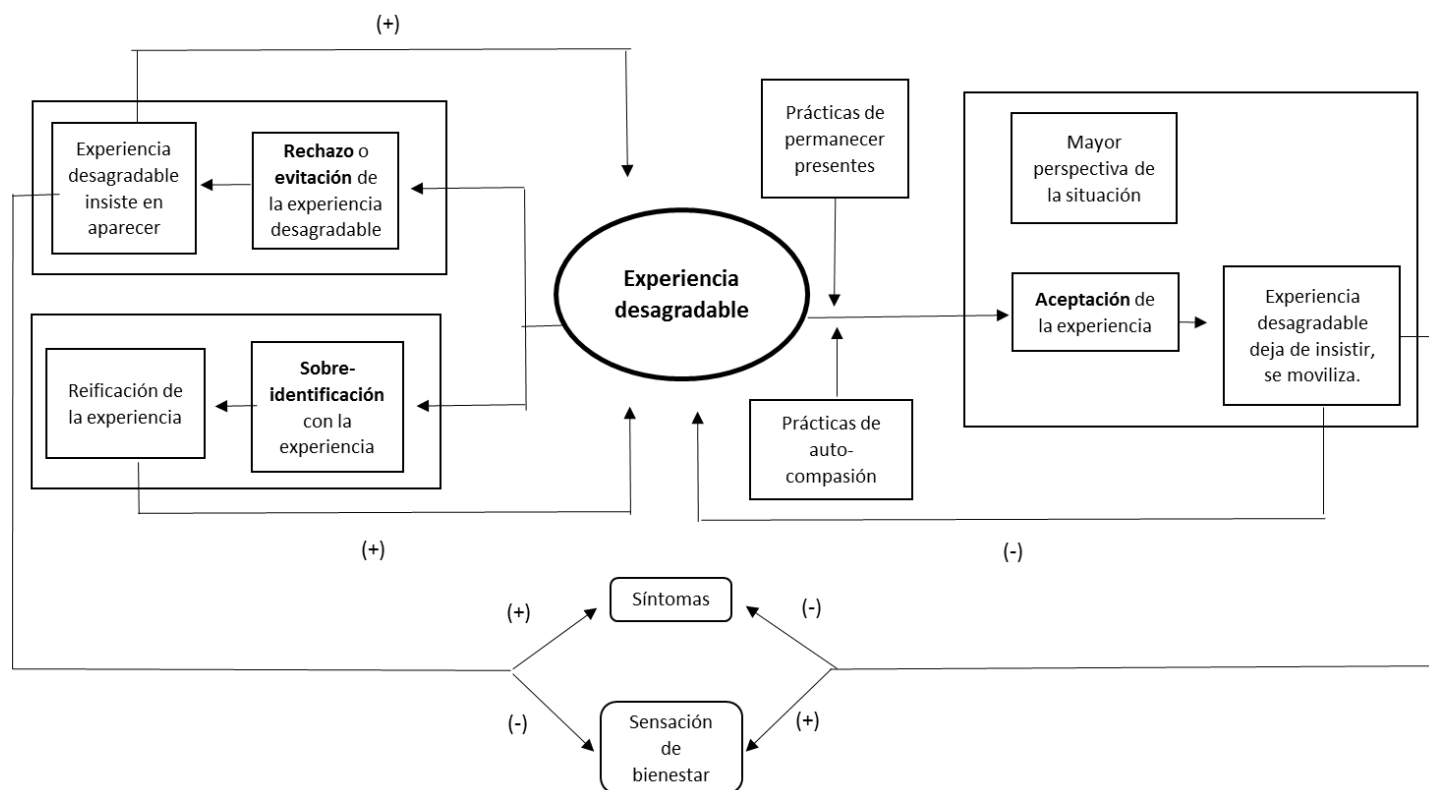 (+)
Experiencia
desagradable
insiste en
aparecer
Rechazo o
evitación de
la experiencia
desagradable
Reificación de
la experiencia
Sobre-
identificación
con la
experiencia
(+)
Experiencia
desagradable
Prácticas de
permanecer
presentes
Prácticas de
auto-
compasión
Mayor
perspectiva de
la situación
Aceptación de
la experiencia
Experiencia
desagradable
deja de insistir,
se moviliza.
(-)
(+)
Síntomas
(-)
(-)
Sensación
de
bienestar
(+)